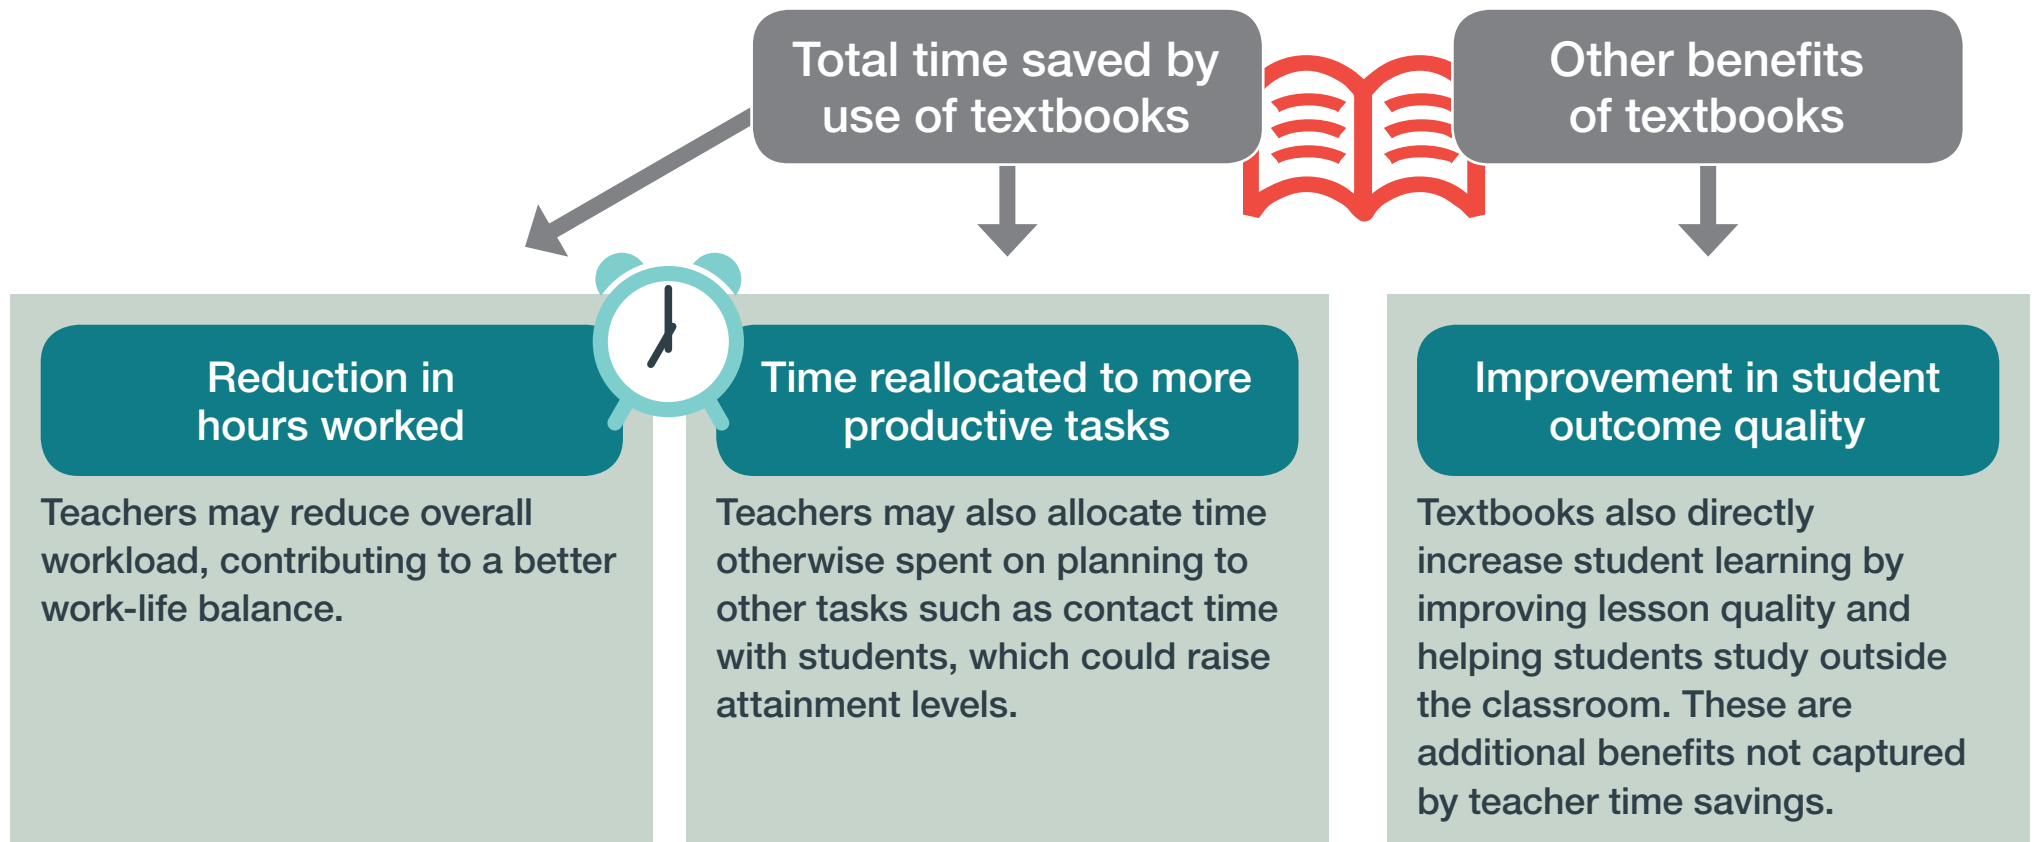 Total time saved by
use of textbooks
Other benefits
of textbooks
Reduction in
hours worked
Teachers may reduce overall
workload, contributing to a better
work-life balance.
Time reallocated to more
productive tasks
Teachers may also allocate time
otherwise spent on planning to
other tasks such as contact time
with students, which could raise
attainment levels.
Improvement in student
outcome quality
Textbooks also directly
increase student learning by
improving lesson quality and
helping students study outside
the classroom. These are
additional benefits not captured
by teacher time savings.